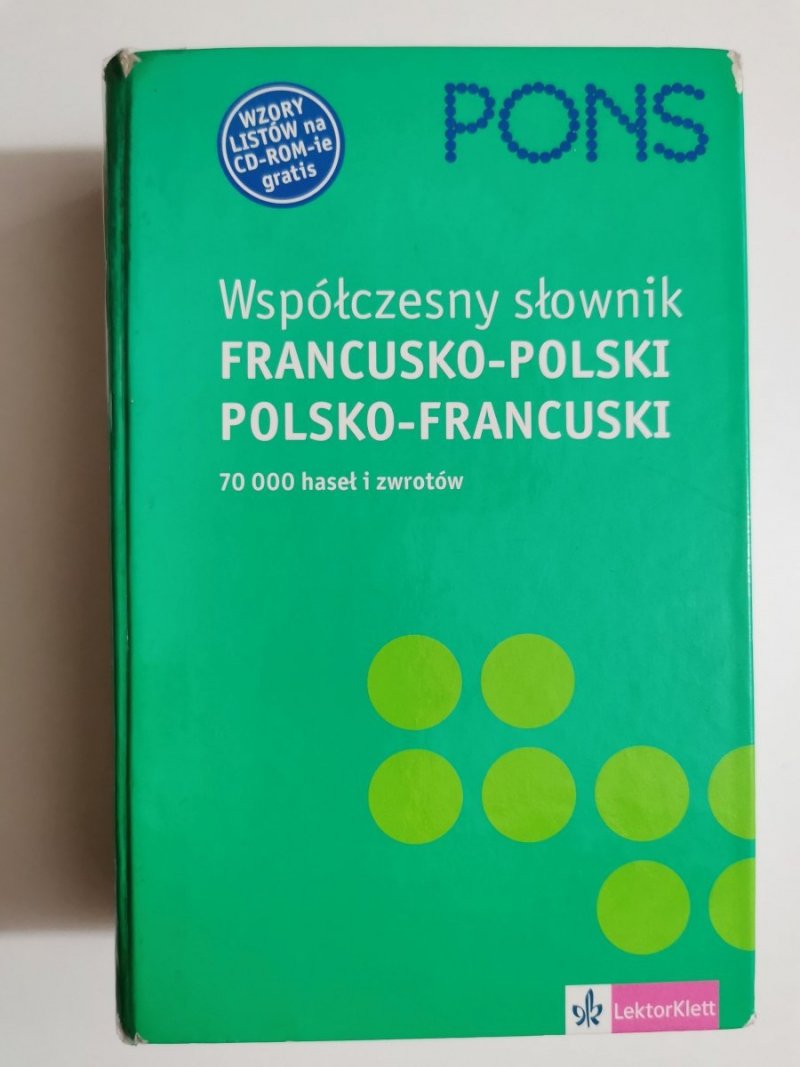 WZORY
LISTÓW na
CD-ROM-ie
gratis
PONS
Współczesny słownik
FRANCUSKO-POLSKI
POLSKO-FRANCUSKI
70 000 haseł i zwrotów
LektorKlett